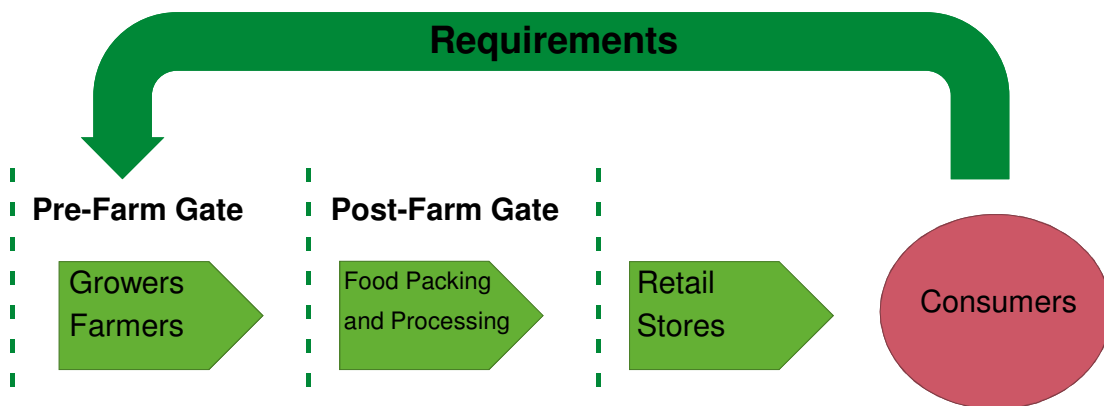 Requirements
Pre-Farm Gate
Post-Farm Gate
Growers
Farmers
Food Packing
and Processing
Retail
Stores
Consumers